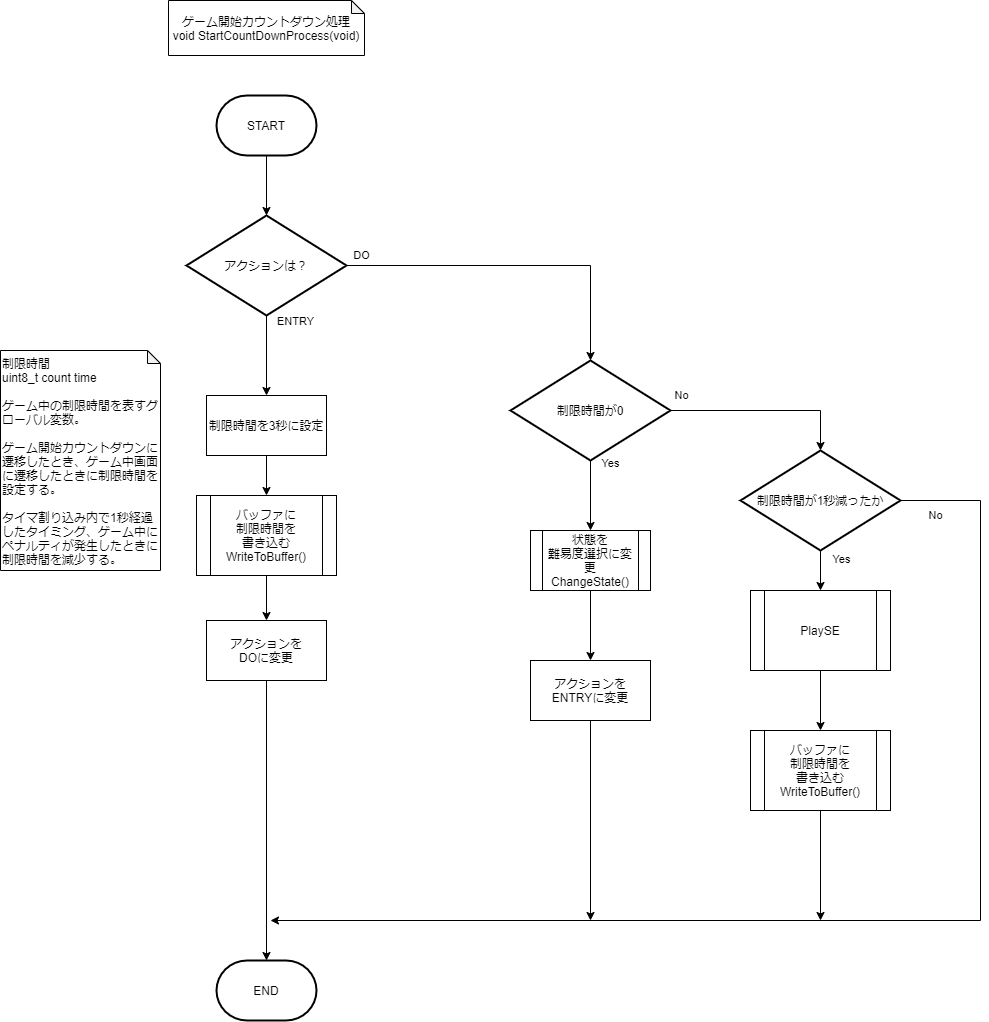 ゲーム開始カウントダウン処理
void StartCountDownProcess(void)
START
アクションは？
DO
ENTRY
制限時間
uint8_t count time
ゲーム中の制限時間を表すグ
ローバル変数。
ゲーム開始カウントダウンに
遷移したとき、ゲーム中画面
に遷移したときに制限時間を
設定する。
タイマ割り込み内で1秒経過
したタイミング、ゲーム中に
ペナルティが発生したときに
制限時間を減少する。
制限時間を3秒に設定
バッファに
制限時間を
書き込む
WriteToBuffer()
アクションを
DOに変更
制限時間が0
No
Yes
状態を
難易度選択に変
更
ChangeState()
アクションを
ENTRYに変更
制限時間が1秒減ったか
No
Yes
PlaySE
バッファに
制限時間を
書き込む
WriteToBuffer()
END